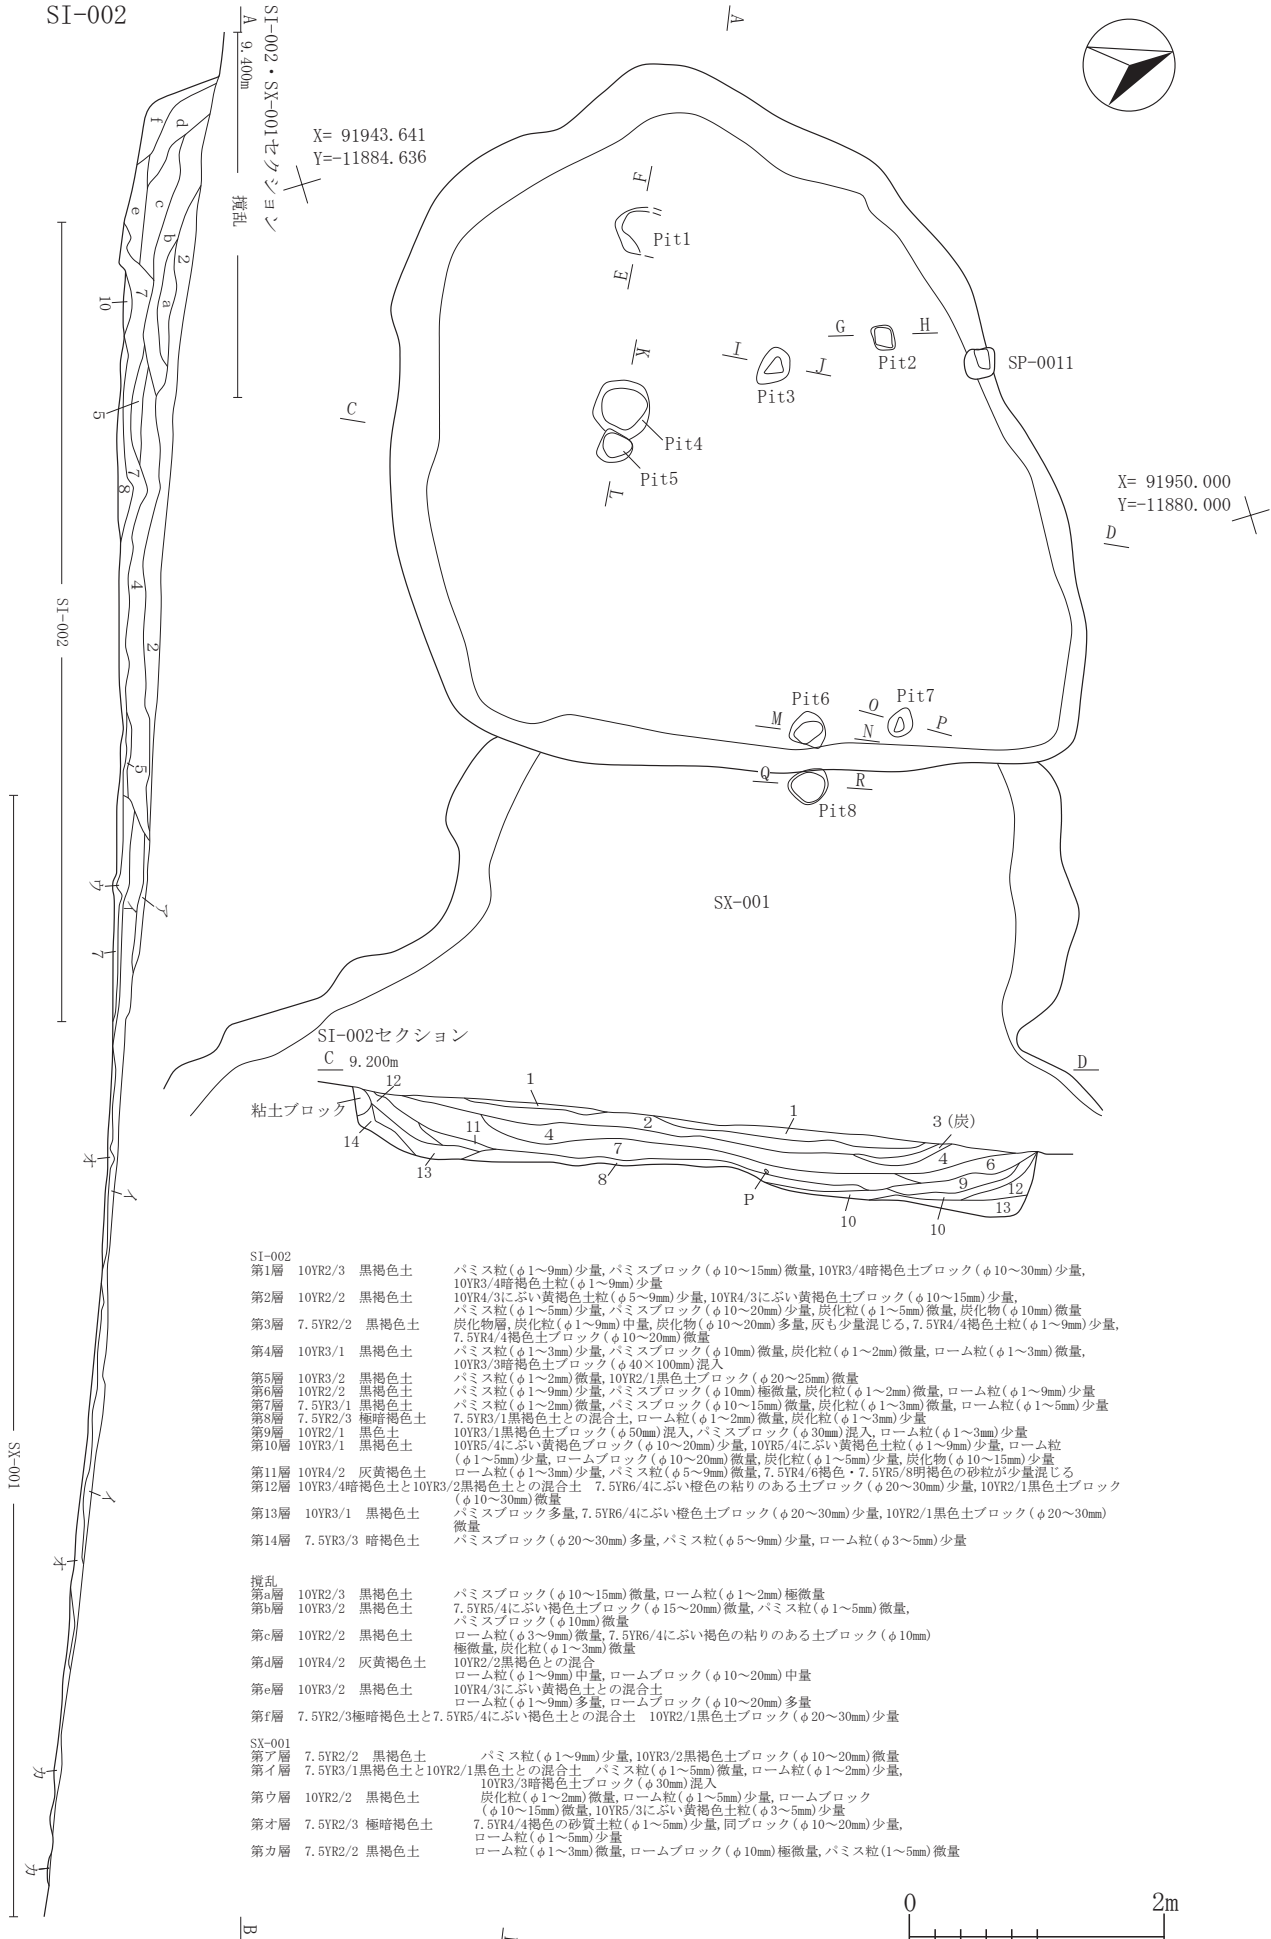 SI-002
A
9.400m
SI-002・SX-001セクション
A
X= 91943.641
Y=-11884.636
撹乱
f
d
c
e
b
2
7
a
10
5
7
8
4
2
5
ウ
イ
ア
7
オ
イ
イ
オ
カ
カ
SI-002
SX-001
F
Pit1
E
G
H
Pit2
I
J
Pit3
SP-0011
K
C
Pit4
Pit5
L
X= 91950.000
Y=-11880.000
D
Pit6
M
N
O
Pit7
P
Q
R
Pit8
SX-001
SI-002セクション
C 9.200m
D
12
1
粘土ブロック
2
1
3(炭)
14
11
4
4
6
13
7
9
12
8
P
10
10
13
SI-002
第1層 10YR2/3 黒褐色土 パミス粒(φ1～9㎜)少量,パミスブロック(φ10～15㎜)微量,10YR3/4暗褐色土ブロック(φ10～30㎜)少量,
10YR3/4暗褐色土粒(φ1～9㎜)少量
第2層 10YR2/2 黒褐色土 10YR4/3にぶい黄褐色土粒(φ5～9㎜)少量,10YR4/3にぶい黄褐色土ブロック(φ10～15㎜)少量,
パミス粒(φ1～5㎜)少量,パミスブロック(φ10～20㎜)少量,炭化粒(φ1～5㎜)微量,炭化物(φ10㎜)微量
第3層 7.5YR2/2 黒褐色土 炭化物層,炭化粒(φ1～9㎜)中量,炭化物(φ10～20㎜)多量,灰も少量混じる,7.5YR4/4褐色土粒(φ1～9㎜)少量,
7.5YR4/4褐色土ブロック(φ10～20㎜)微量
第4層 10YR3/1 黒褐色土 パミス粒(φ1～3㎜)少量,パミスブロック(φ10㎜)微量,炭化粒(φ1～2㎜)微量,ローム粒(φ1～3㎜)微量,
10YR3/3暗褐色土ブロック(φ40×100㎜)混入
第5層 10YR3/2 黒褐色土 パミス粒(φ1～2㎜)微量,10YR2/1黒色土ブロック(φ20～25㎜)微量
第6層 10YR2/2 黒褐色土 パミス粒(φ1～9㎜)少量,パミスブロック(φ10㎜)極微量,炭化粒(φ1～2㎜)微量,ローム粒(φ1～9㎜)少量
第7層 7.5YR3/1 黒褐色土 パミス粒(φ1～2㎜)微量,パミスブロック(φ10～15㎜)微量,炭化粒(φ1～3㎜)微量,ローム粒(φ1～5㎜)少量
第8層 7.5YR2/3 極暗褐色土 7.5YR3/1黒褐色土との混合土,ローム粒(φ1～2㎜)微量,炭化粒(φ1～3㎜)少量
第9層 10YR2/1 黒色土 10YR3/1黒褐色土ブロック(φ50㎜)混入,パミスブロック(φ30㎜)混入,ローム粒(φ1～3㎜)少量
第10層 10YR3/1 黒褐色土 10YR5/4にぶい黄褐色ブロック(φ10～20㎜)少量,10YR5/4にぶい黄褐色土粒(φ1～9㎜)少量,ローム粒
(φ1～5㎜)少量,ロームブロック(φ10～20㎜)微量,炭化粒(φ1～5㎜)少量,炭化物(φ10～15㎜)少量
第11層 10YR4/2 灰黄褐色土 ローム粒(φ1～3㎜)少量,パミス粒(φ5～9㎜)微量,7.5YR4/6褐色・7.5YR5/8明褐色の砂粒が少量混じる
第12層 10YR3/4暗褐色土と10YR3/2黒褐色土との混合土 7.5YR6/4にぶい橙色の粘りのある土ブロック(φ20～30㎜)少量,10YR2/1黒色土ブロック
(φ10～30㎜)微量
第13層 10YR3/1 黒褐色土 パミスブロック多量,7.5YR6/4にぶい橙色土ブロック(φ20～30㎜)少量,10YR2/1黒色土ブロック(φ20～30㎜)
微量
第14層 7.5YR3/3 暗褐色土 パミスブロック(φ20～30㎜)多量,パミス粒(φ5～9㎜)少量,ローム粒(φ3～5㎜)少量
撹乱
第a層 10YR2/3 黒褐色土 パミスブロック(φ10～15㎜)微量,ローム粒(φ1～2㎜)極微量
第b層 10YR3/2 黒褐色土 7.5YR5/4にぶい褐色土ブロック(φ15～20㎜)微量,パミス粒(φ1～5㎜)微量,
パミスブロック(φ10㎜)微量
第c層 10YR2/2 黒褐色土 ローム粒(φ3～9㎜)微量,7.5YR6/4にぶい褐色の粘りのある土ブロック(φ10㎜)
極微量,炭化粒(φ1～3㎜)微量
第d層 10YR4/2 灰黄褐色土 10YR2/2黒褐色との混合
ローム粒(φ1～9㎜)中量,ロームブロック(φ10～20㎜)中量
第e層 10YR3/2 黒褐色土 10YR4/3にぶい黄褐色土との混合土
ローム粒(φ1～9㎜)多量,ロームブロック(φ10～20㎜)多量
第f層 7.5YR2/3極暗褐色土と7.5YR5/4にぶい褐色土との混合土 10YR2/1黒色土ブロック(φ20～30㎜)少量
SX-001
第ア層 7.5YR2/2 黒褐色土 パミス粒(φ1～9㎜)少量,10YR3/2黒褐色土ブロック(φ10～20㎜)微量
第イ層 7.5YR3/1黒褐色土と10YR2/1黒色土との混合土 パミス粒(φ1～5㎜)微量,ローム粒(φ1～2㎜)少量,
10YR3/3暗褐色土ブロック(φ30㎜)混入
第ウ層 10YR2/2 黒褐色土 炭化粒(φ1～2㎜)微量,ローム粒(φ1～5㎜)少量,ロームブロック
(φ10～15㎜)微量,10YR5/3にぶい黄褐色土粒(φ3～5㎜)少量
第オ層 7.5YR2/3 極暗褐色土 7.5YR4/4褐色の砂質土粒(φ1～5㎜)少量,同ブロック(φ10～20㎜)少量,
ローム粒(φ1～5㎜)少量
第カ層 7.5YR2/2 黒褐色土 ローム粒(φ1～3㎜)微量,ロームブロック(φ10㎜)極微量,パミス粒(1～5㎜)微量
B
0 2m